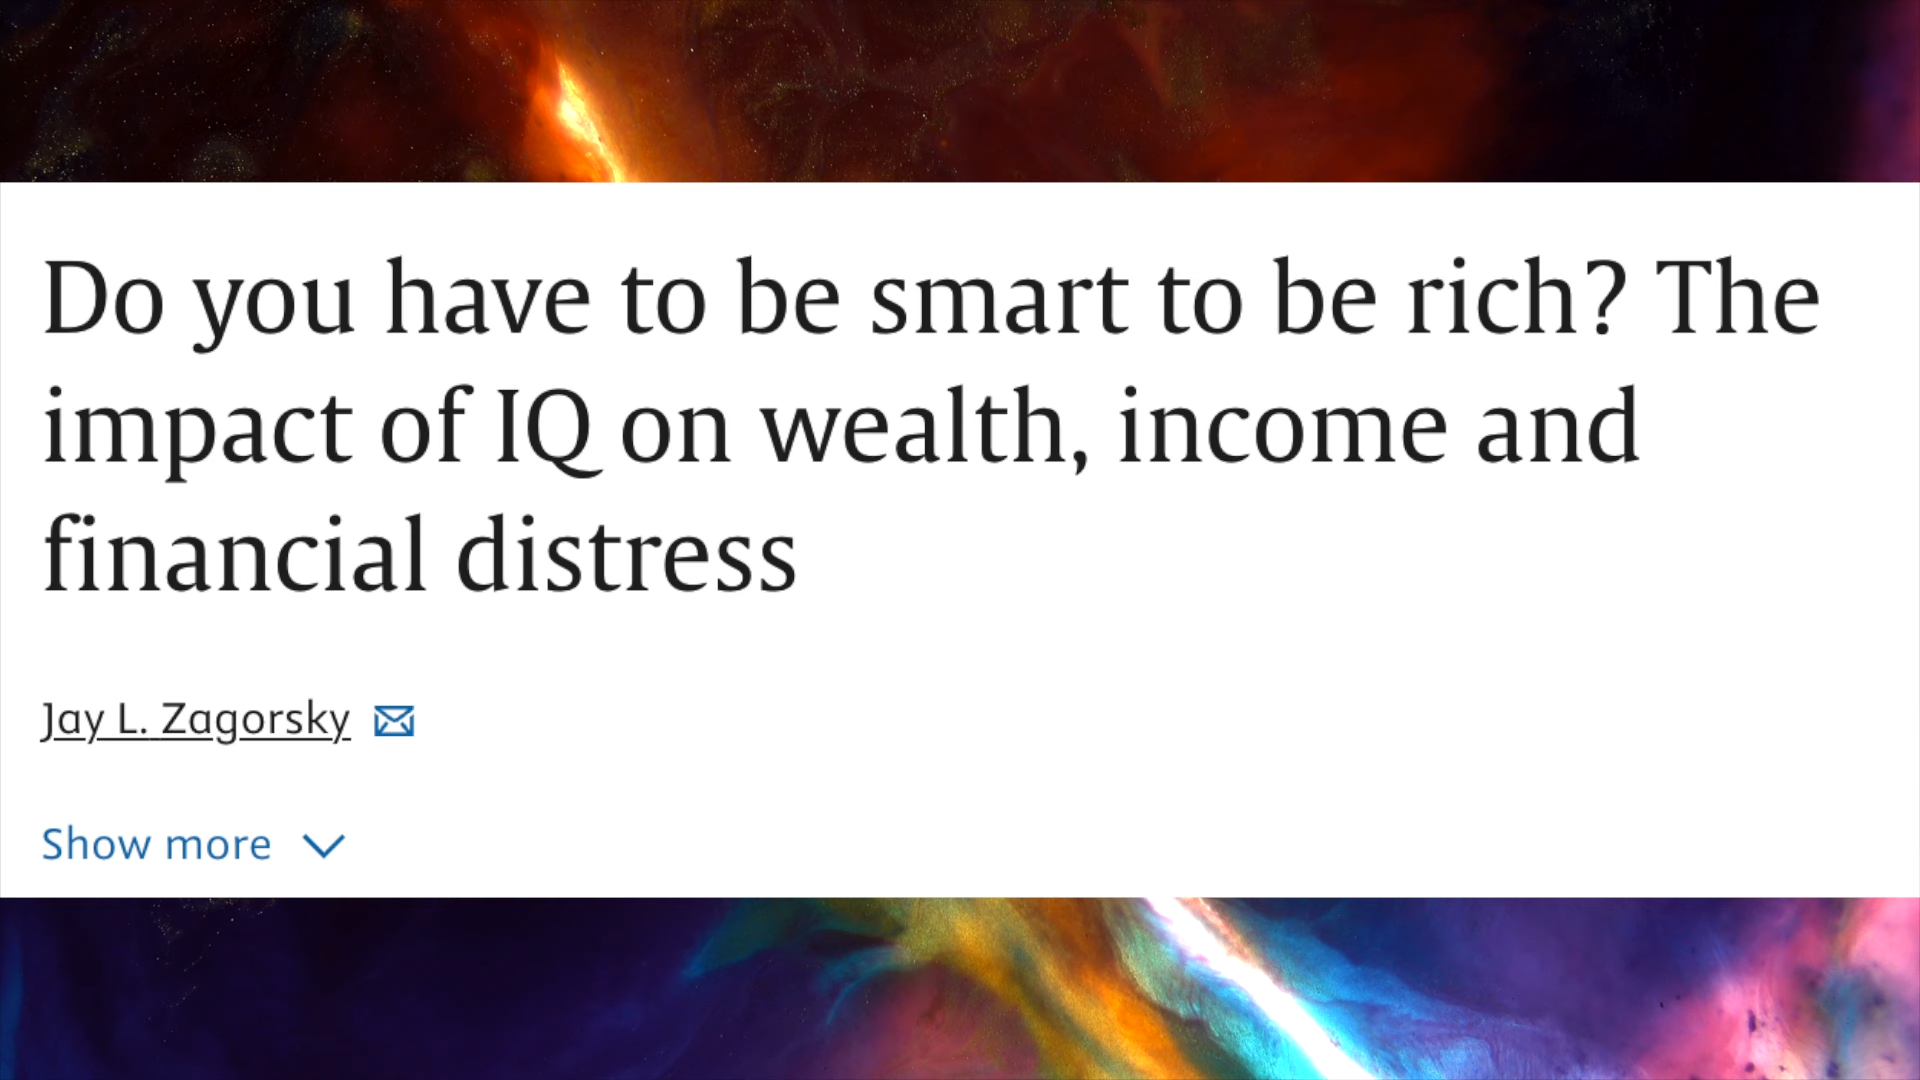 Do you have to be smart to be rich? The
impact of IQ on wealth, income and
financial distress
Jay L. Zagorsky
Show more